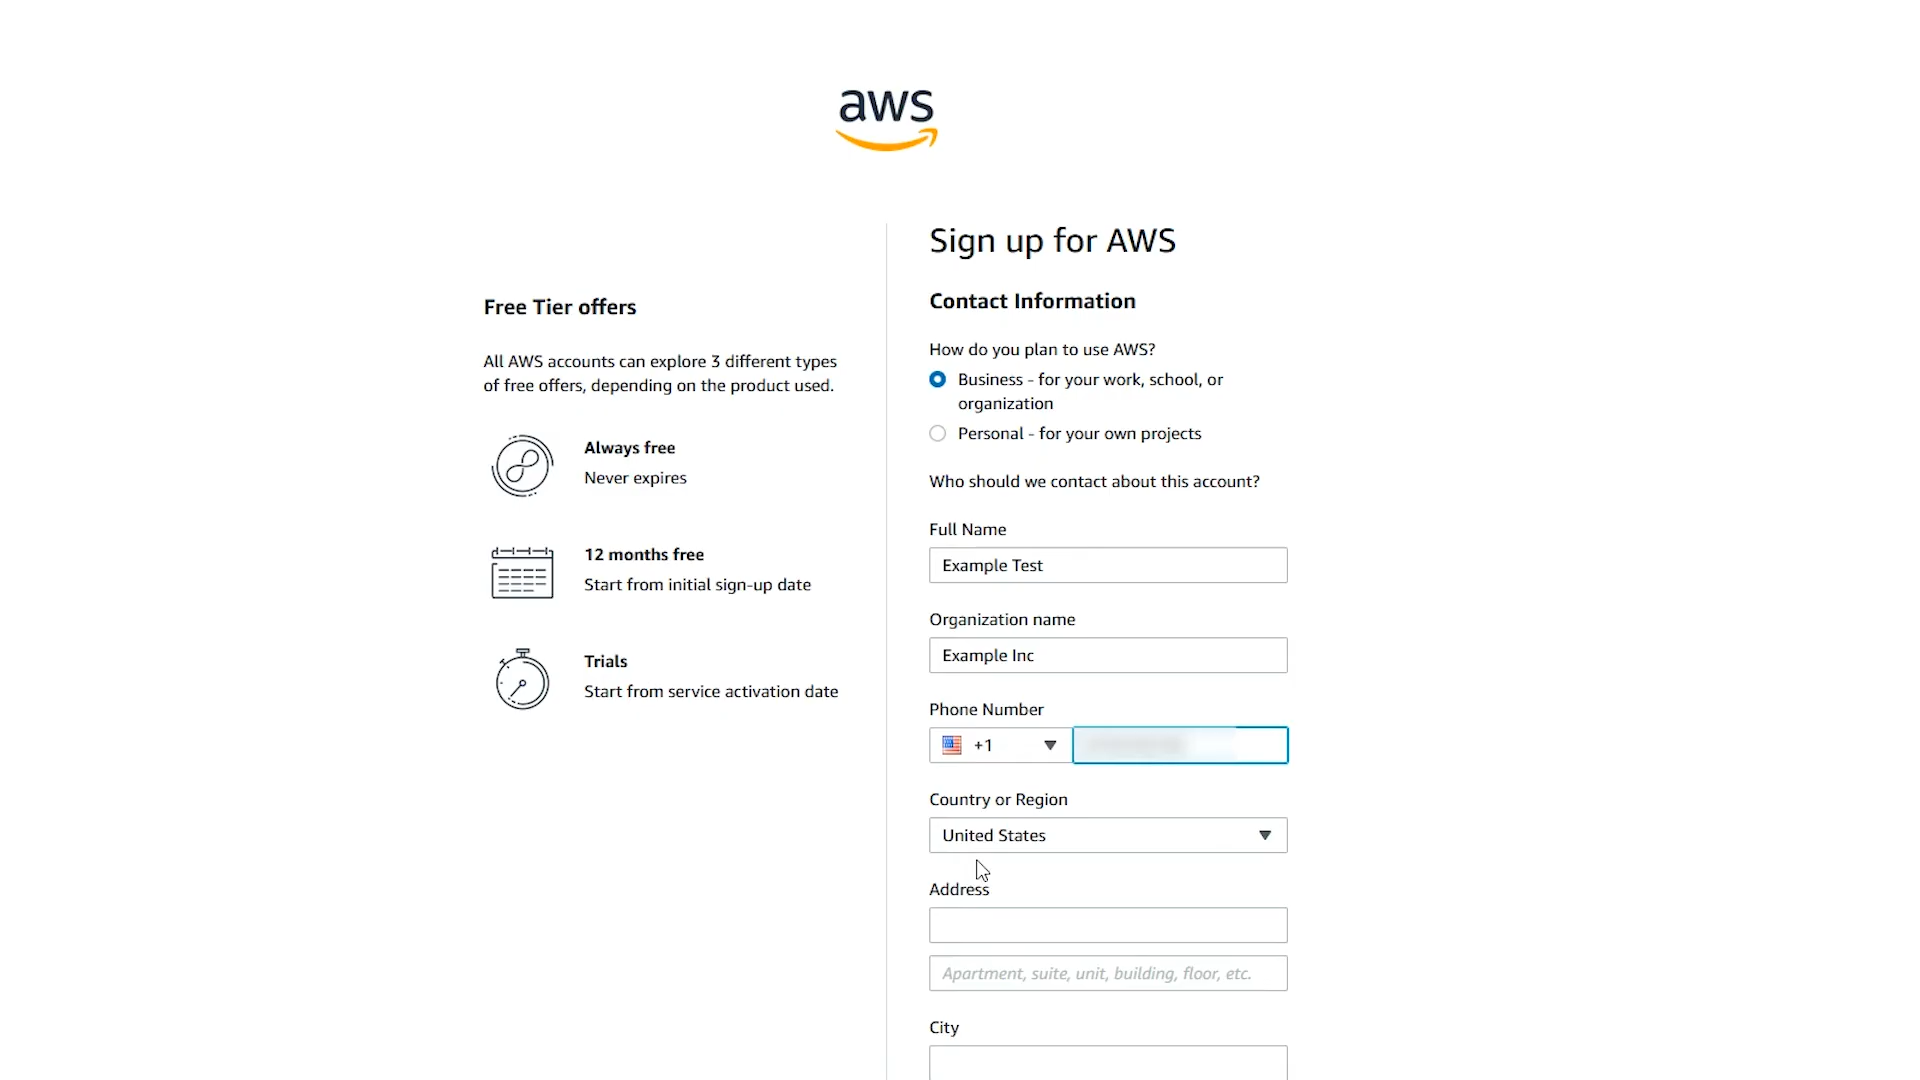 aws
Free Tier offers
All AWS accounts can explore 3 different types
of free offers, depending on the product used.
Always free
Never expires
12 months free
Start from initial sign-up date
Trials
Start from service activation date
Sign up for AWS
Contact Information
How do you plan to use AWS?
Business - for your work, school, or
organization
Personal - for your own projects
Who should we contact about this account?
Full Name
Example Test
Organization name
Example Inc
Phone Number
+1
Country or Region
United States
Address
Apartment, suite, unit, building, floor, etc.
City